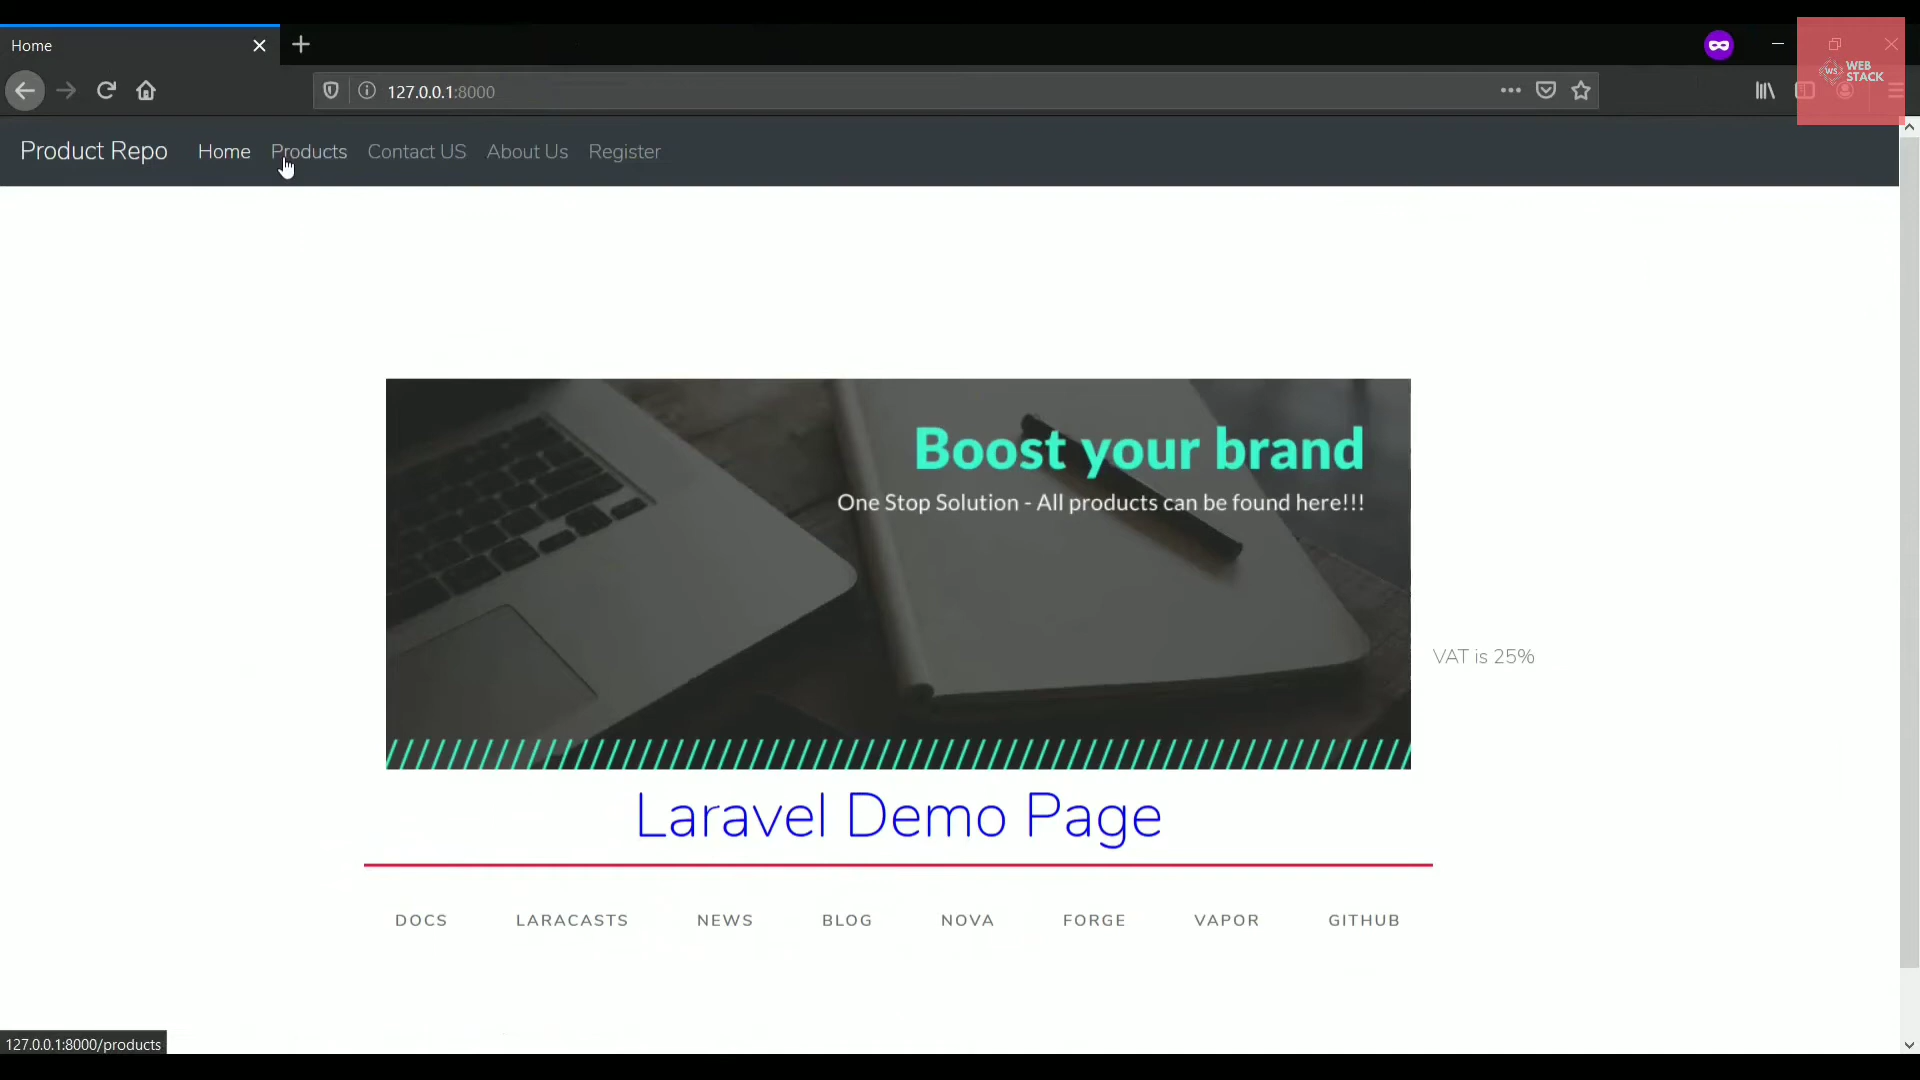 Home
127.0.0.1:8000
WS WEB
STACK
Product Repo Home Products Contact US About Us Register
Boost your brand
One Stop Solution - All products can be found here!!!
VAT is 25%
Laravel Demo Page
DOCS LARACASTS NEWS BLOG NOVA FORGE VAPOR GITHUB
127.0.0.1:8000/products